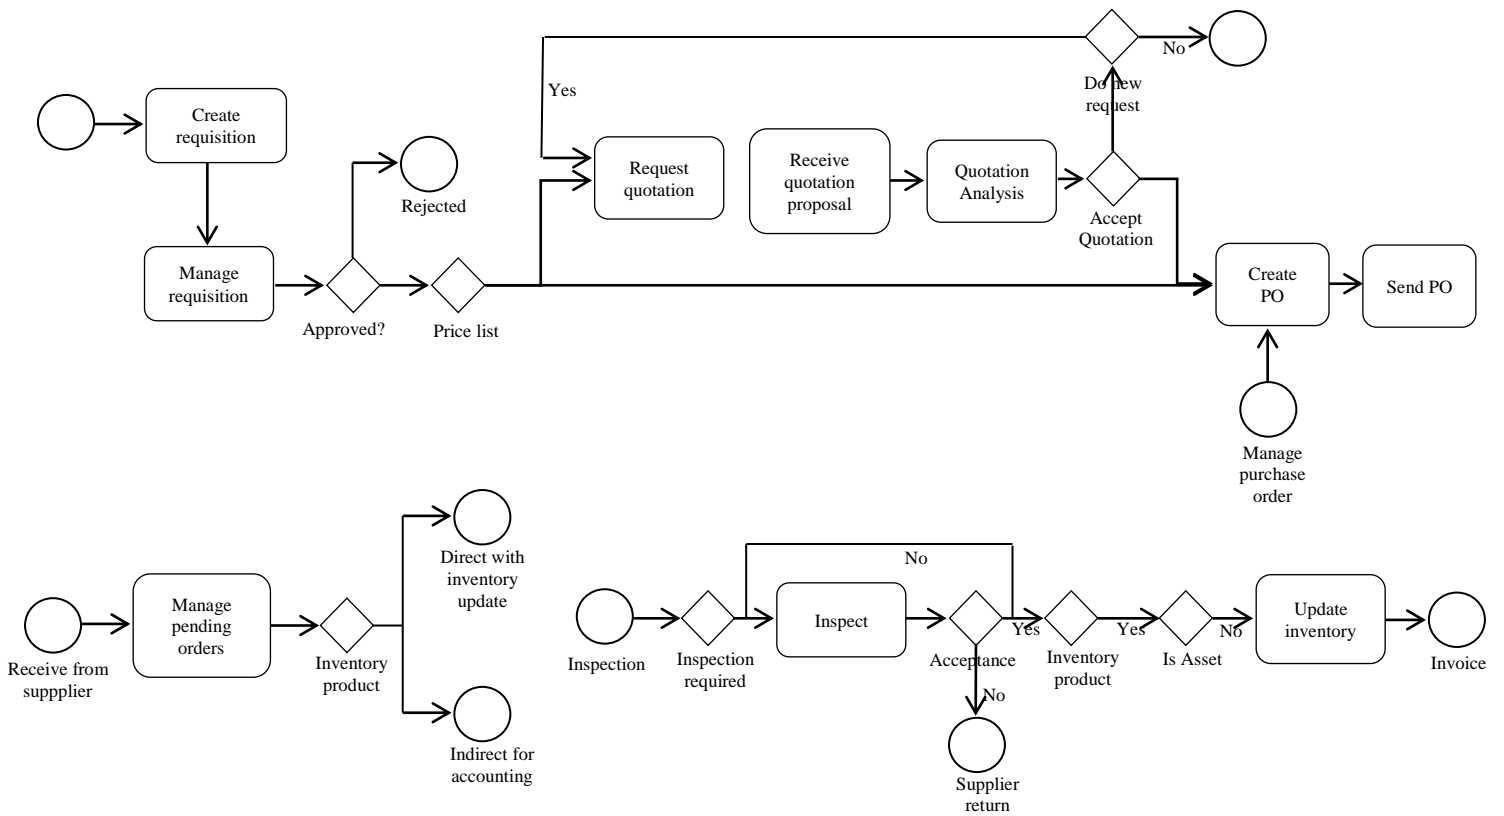 No
Do new
request
Yes
Create
requisition
Rejected
Request
quotation
Receive
quotation
proposal
Quotation
Analysis
Accept
Quotation
Manage
requisition
Approved?
Price list
Create
PO
Send PO
Manage
purchase
order
Receive from
suppplier
Manage
pending
orders
Inventory
product
Direct with
inventory
update
Indirect for
accounting
Inspection
Inspection
required
No
Inspect
Acceptance
Yes
No
Supplier
return
Inventory
product
Yes
Is Asset
No
Update
inventory
Invoice